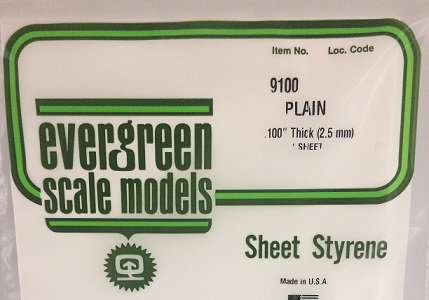 Item No. Loc. Code
9100
PLAIN
.100" Thick (2.5 mm)
' SHEET
evergreen
scale models
Sheet Styrene
Made in U.S.A.